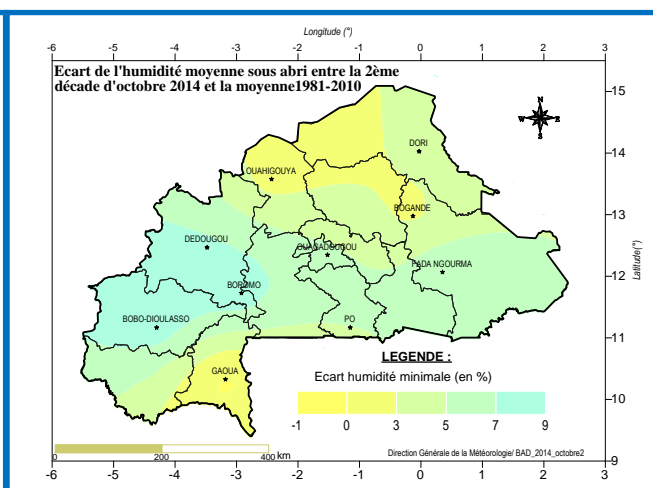 Longitude (°)
-6 -5 -4 -3 -2 -1 0 1 2 3
Ecart de l'humidité moyenne sous abri entre la 2ème
décade d'octobre 2014 et la moyenne1981-2010
15
N
W E
S
DORI
14
OUAHIGOUYA
BOGANDE
13
DEDOUGOU
OUAGADOUGOU
FADA NGOURMA
Latitude(°)
12
BOROMO
BOBO-DIOULASSO
PO
11
LEGENDE :
GAOUA
Ecart humidité minimale (en %)
10
-1 0 3 5 7 9
Direction Générale de la Météorologie/ BAD_2014_octobre2
0 200 400 km
9
-6 -5 -4 -3 -2 -1 0 1 2 3